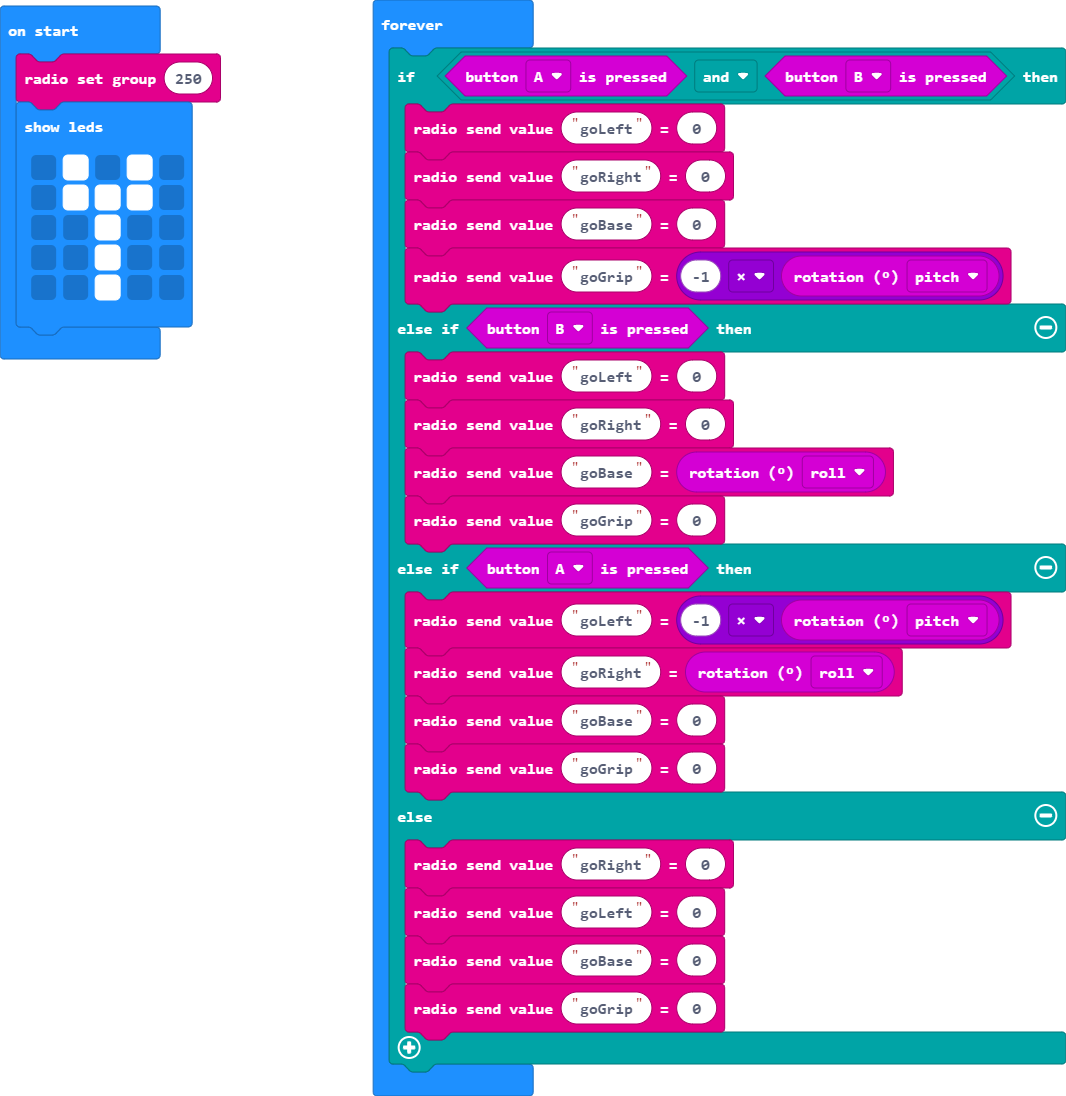 on start
radio set group 250
show leds
forever
if button A is pressed and button B is pressed then
radio send value "goLeft" = 0
radio send value "goRight" = 0
radio send value "goBase" = 0
radio send value "goGrip" = -1 × rotation (º) pitch
else if button B is pressed then
radio send value "goLeft" = 0
radio send value "goRight" = 0
radio send value "goBase" = rotation (º) roll
radio send value "goGrip" = 0
else if button A is pressed then
radio send value "goLeft" = -1 × rotation (º) pitch
radio send value "goRight" = rotation (º) roll
radio send value "goBase" = 0
radio send value "goGrip" = 0
else
radio send value "goRight" = 0
radio send value "goLeft" = 0
radio send value "goBase" = 0
radio send value "goGrip" = 0